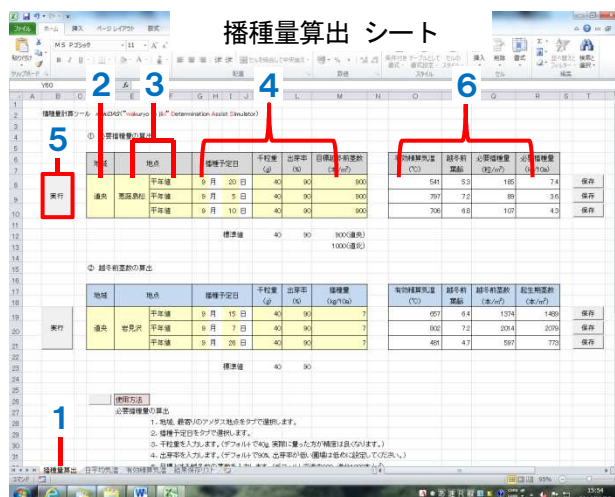 播種量算出 シート
ファイル ホーム 挿入 ページレイアウト 数式
MS Pゴシック 11
貼り付け
配置 数値 スタイル セル 編集
挿入 削除 書式
Y60
A B D E F G H I J K L M N O P Q R S T
2 3 4 6
播種量計算ツール
① 必要播種量の算出
5
地域 地点 播種予定日 千粒重 出芽率 目標越冬前茎数 有効積算気温 越冬前 必要播種量 必要播種量
(g) (%) (本/㎡) (℃) 葉齢 (粒/㎡) (kg/10a)
平年値 9 月 20 日 40 90 900 541 5.3 185 7.4 保存
実行 道央 恵庭島松 平年値 9 月 5 日 40 90 900 797 7.2 89 3.6 保存
平年値 9 月 10 日 40 90 900 706 6.8 107 4.3 保存
標準値 40 90 900(道央)
1000(道北)
② 越冬前茎数の算出
地域 地点 播種予定日 千粒重 出芽率 播種量 有効積算気温 越冬前 越冬前茎数 起生期茎数
(g) (%) (kg/10a) (℃) 葉齢 (本/㎡) (本/㎡)
平年値 9 月 15 日 40 90 7 657 6.4 1374 1489 保存
実行 道央 岩見沢 平年値 9 月 7 日 40 90 7 802 7.2 2014 2079 保存
平年値 9 月 26 日 40 90 7 481 4.7 597 773 保存
標準値 40 90
使用方法
必要播種量の算出
1. 地域、最寄りのアメダス地点をタブで選択します。
2. 播種予定日をタブで選択します。
3. 千粒重を入力します。(デフォルトで40g、実際に量った方が精度は良くなります。)
4. 出芽率を入力します。(デフォルトで90%、出芽率が低い圃場は低めに設定してください。)
1
播種量算出 日平均気温 有効積算気温 結果保存リスト
コマンド
95%
15:54